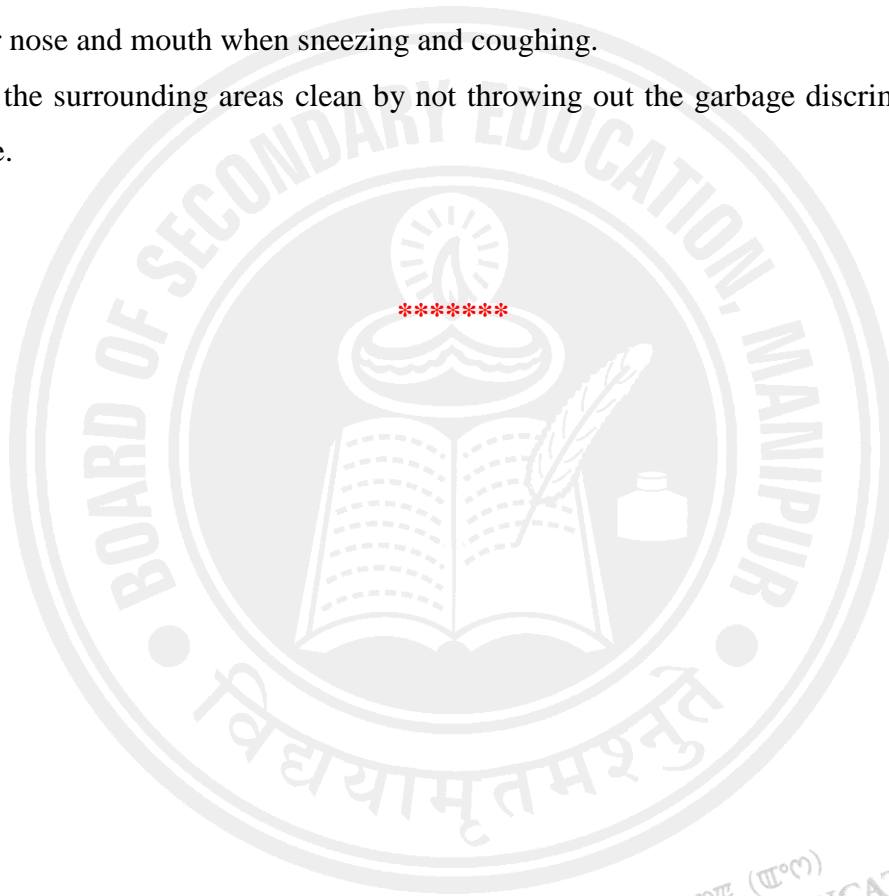 nose and mouth when sneezing and coughing.
the surrounding areas clean by not throwing out the garbage discrim
e.
*******
BOARD OF SECONDARY EDUCATION, MANIPUR
विद्ययामृतमश्नुते